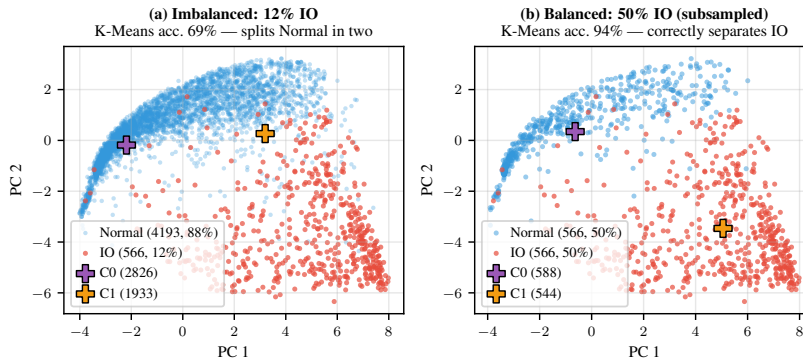 (a) Imbalanced: 12% IO
K-Means acc. 69% — splits Normal in two
2
0
−2
−4
−6
PC 2
Normal (4193, 88%)
IO (566, 12%)
C0 (2826)
C1 (1933)
−4 −2 0 2 4 6 8
PC 1
(b) Balanced: 50% IO (subsampled)
K-Means acc. 94% — correctly separates IO
2
0
−2
−4
−6
PC 2
Normal (566, 50%)
IO (566, 50%)
C0 (588)
C1 (544)
−4 −2 0 2 4 6 8
PC 1